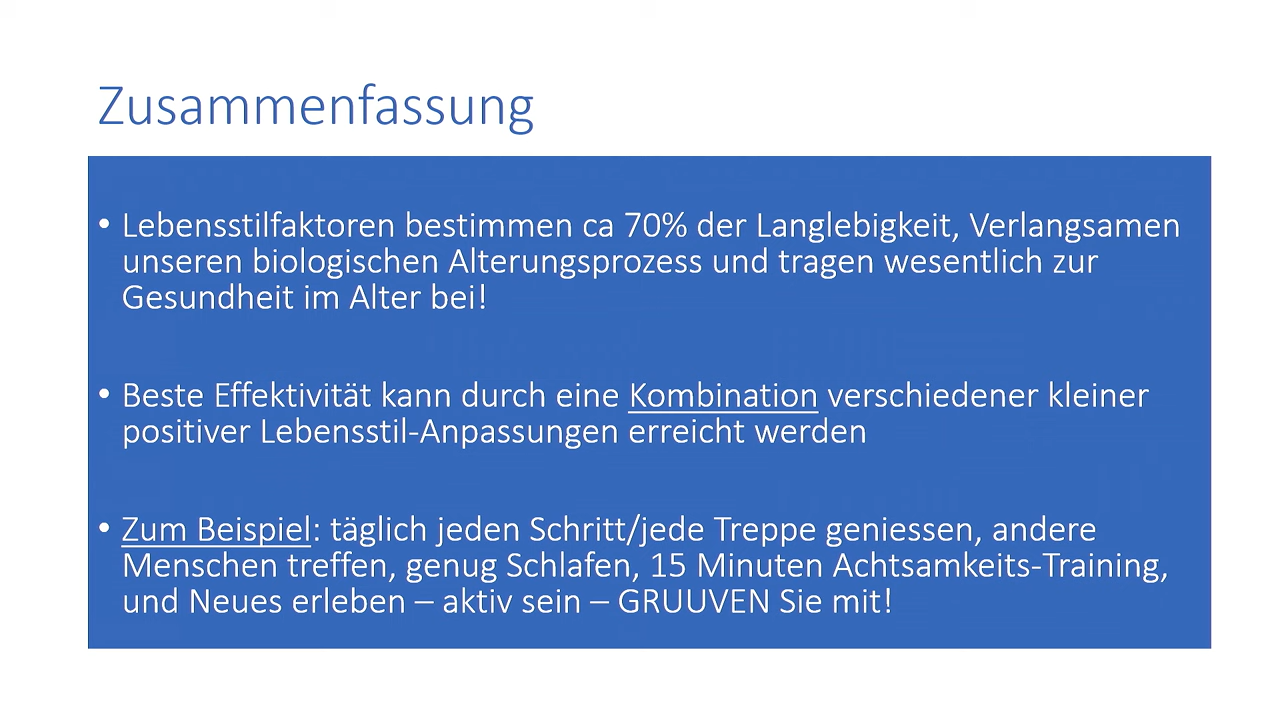 Zusammenfassung
• Lebensstilfaktoren bestimmen ca 70% der Langlebigkeit, Verlangsamen
unseren biologischen Alterungsprozess und tragen wesentlich zur
Gesundheit im Alter bei!
• Beste Effektivität kann durch eine Kombination verschiedener kleiner
positiver Lebensstil-Anpassungen erreicht werden
• Zum Beispiel: täglich jeden Schritt/jede Treppe geniessen, andere
Menschen treffen, genug Schlafen, 15 Minuten Achtsamkeits-Training,
und Neues erleben – aktiv sein – GRUUVEN Sie mit!